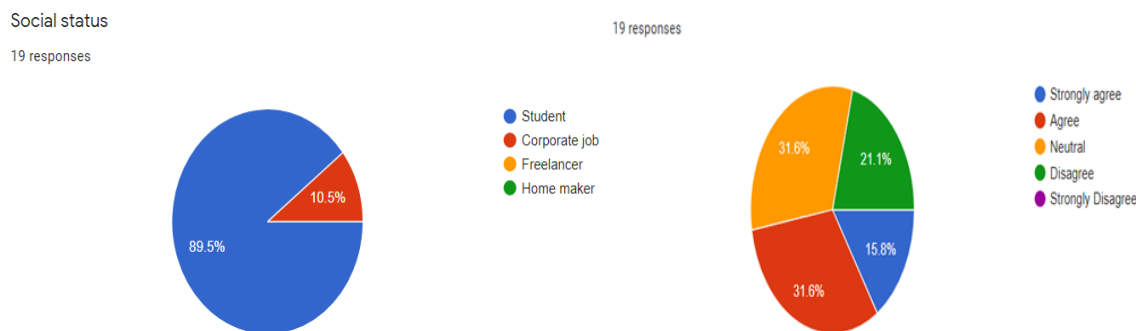 Social status
19 responses
Student
Corporate job
Freelancer
Home maker
10.5%
89.5%
19 responses
Strongly agree
Agree
Neutral
Disagree
Strongly Disagree
31.6%
21.1%
15.8%
31.6%